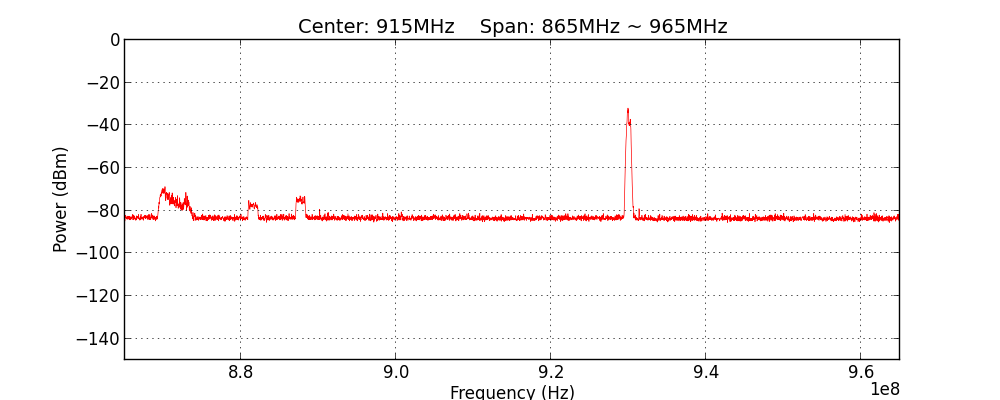 Center: 915MHz    Span: 865MHz ~ 965MHz
0
−20
−40
−60
−80
−100
−120
−140
Power (dBm)
8.8 9.0 9.2 9.4 9.6
1e8
Frequency (Hz)